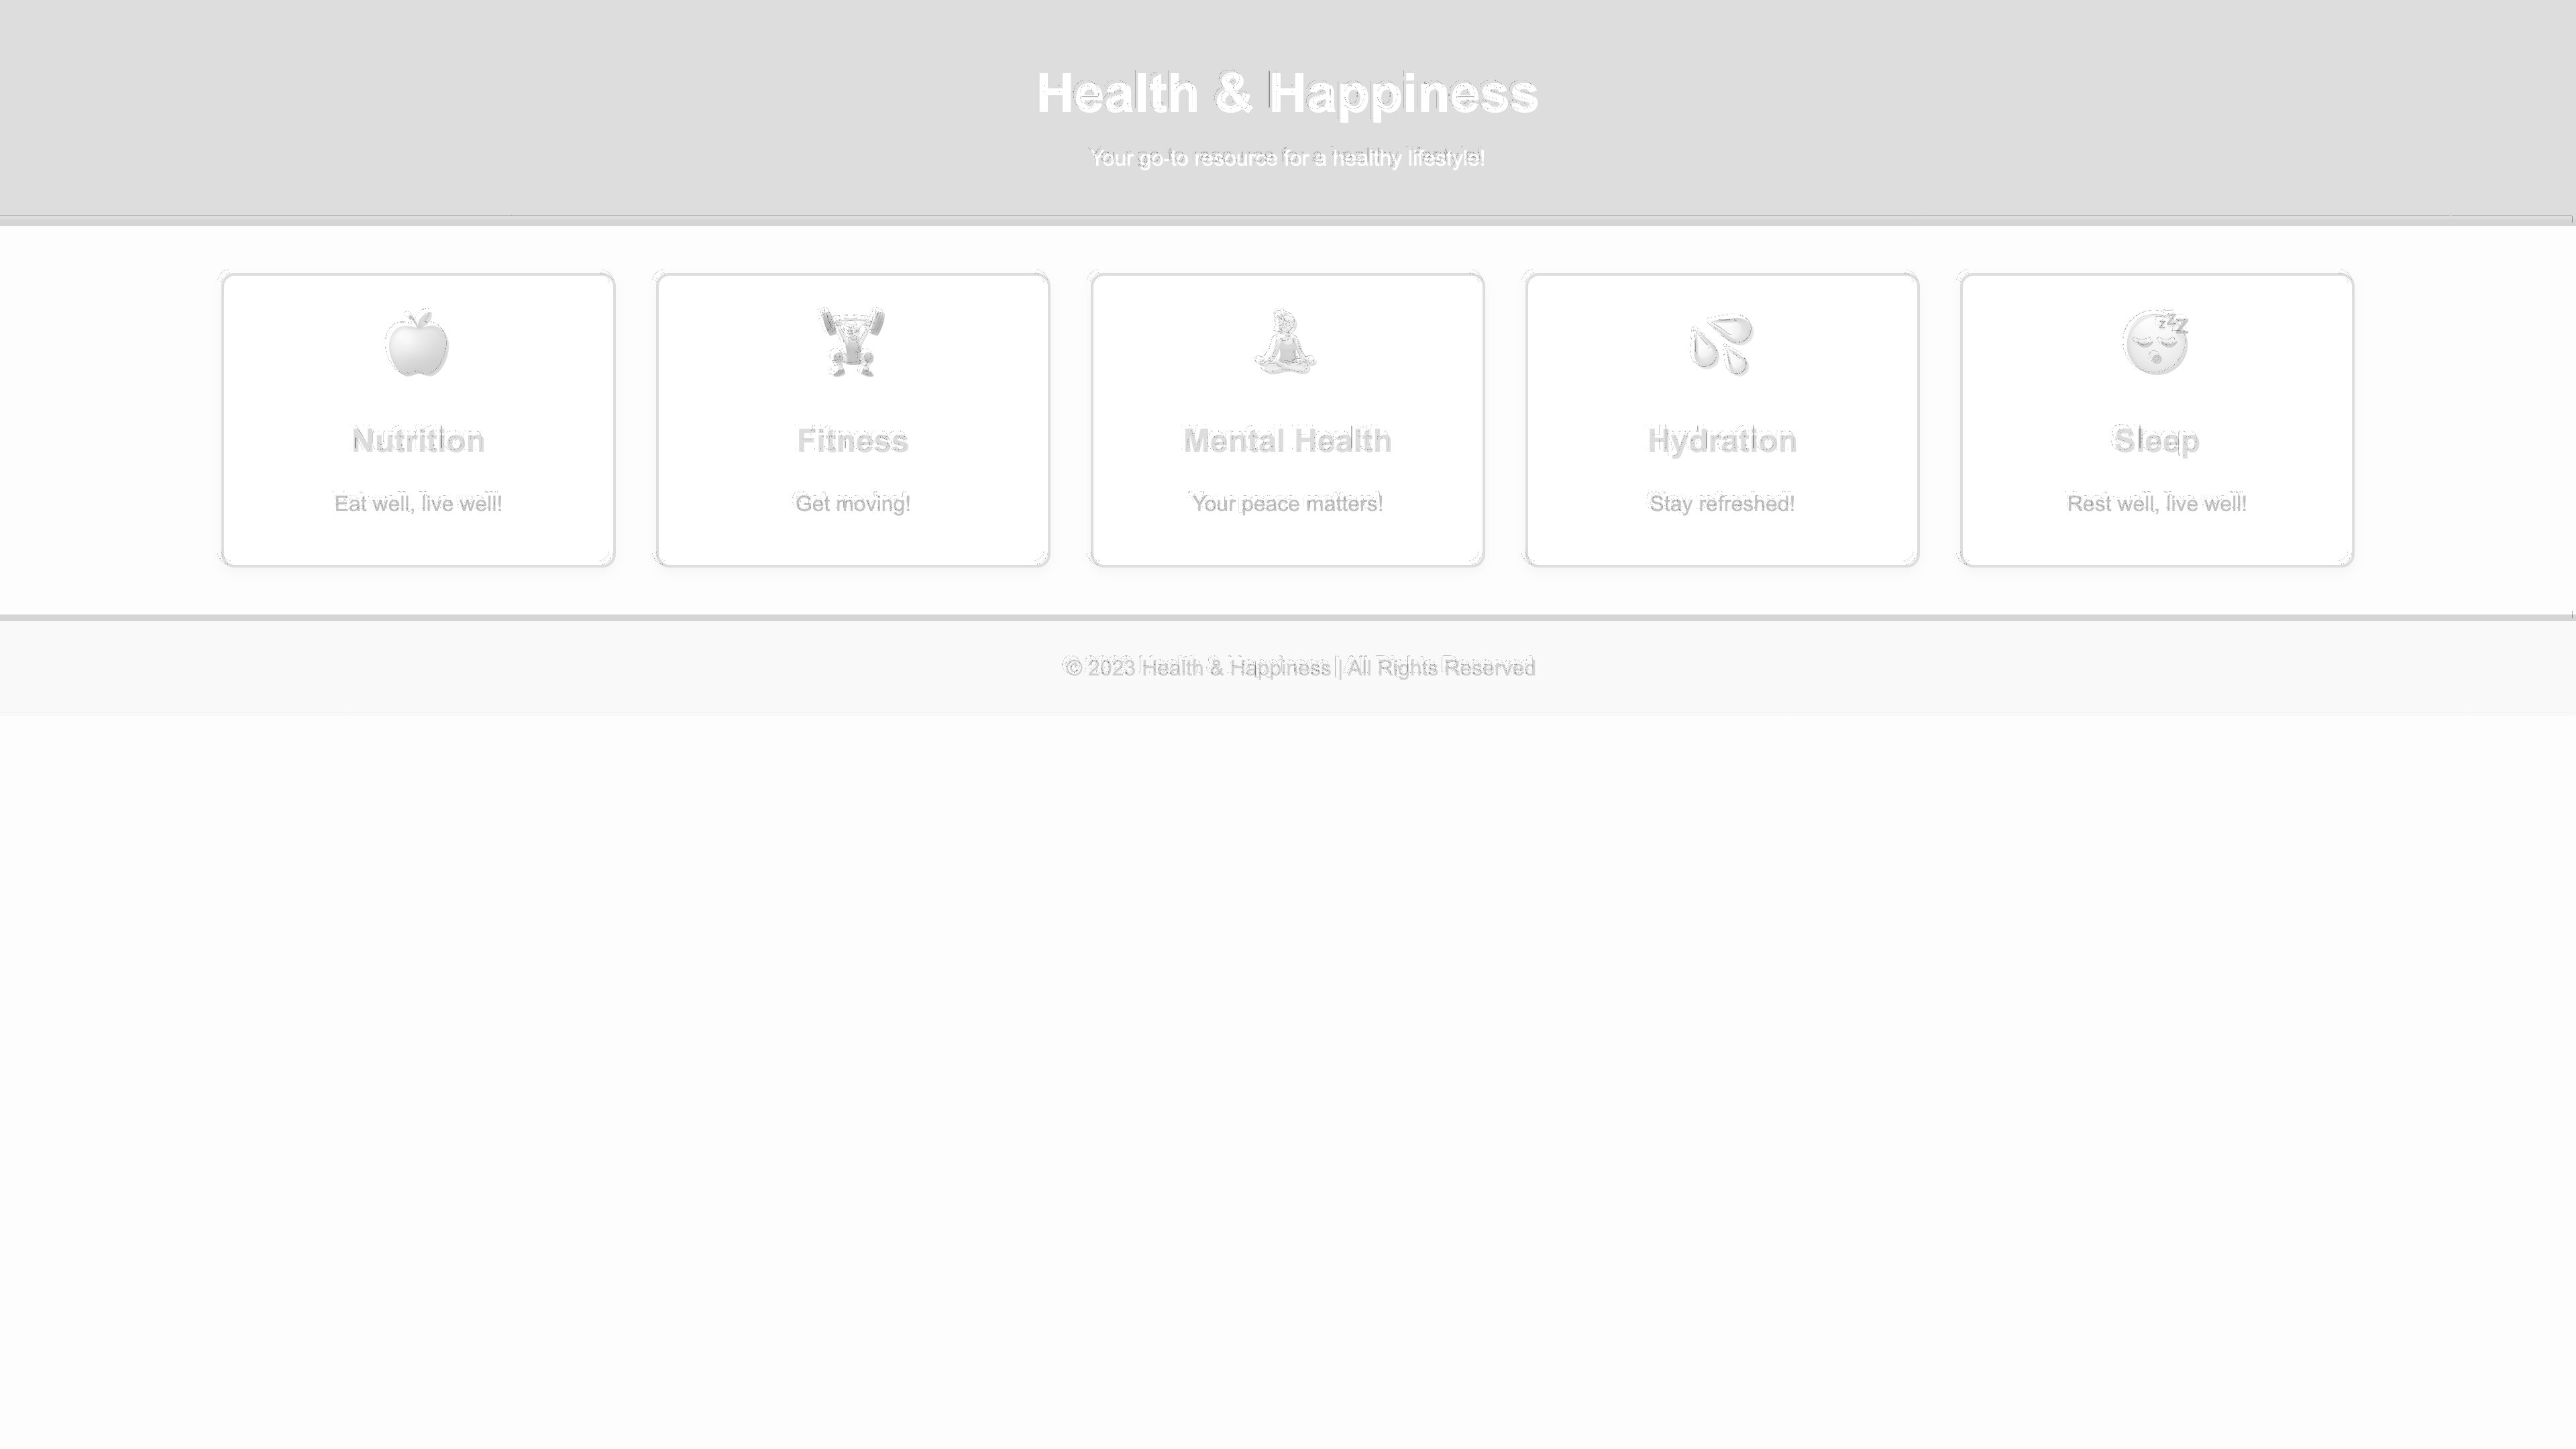 Health & Happiness
Your go-to resource for a healthy lifestyle!
Nutrition
Eat well, live well!
Fitness
Get moving!
Mental Health
Your peace matters!
Hydration
Stay refreshed!
zzZ
Sleep
Rest well, live well!
© 2023 Health & Happiness | All Rights Reserved